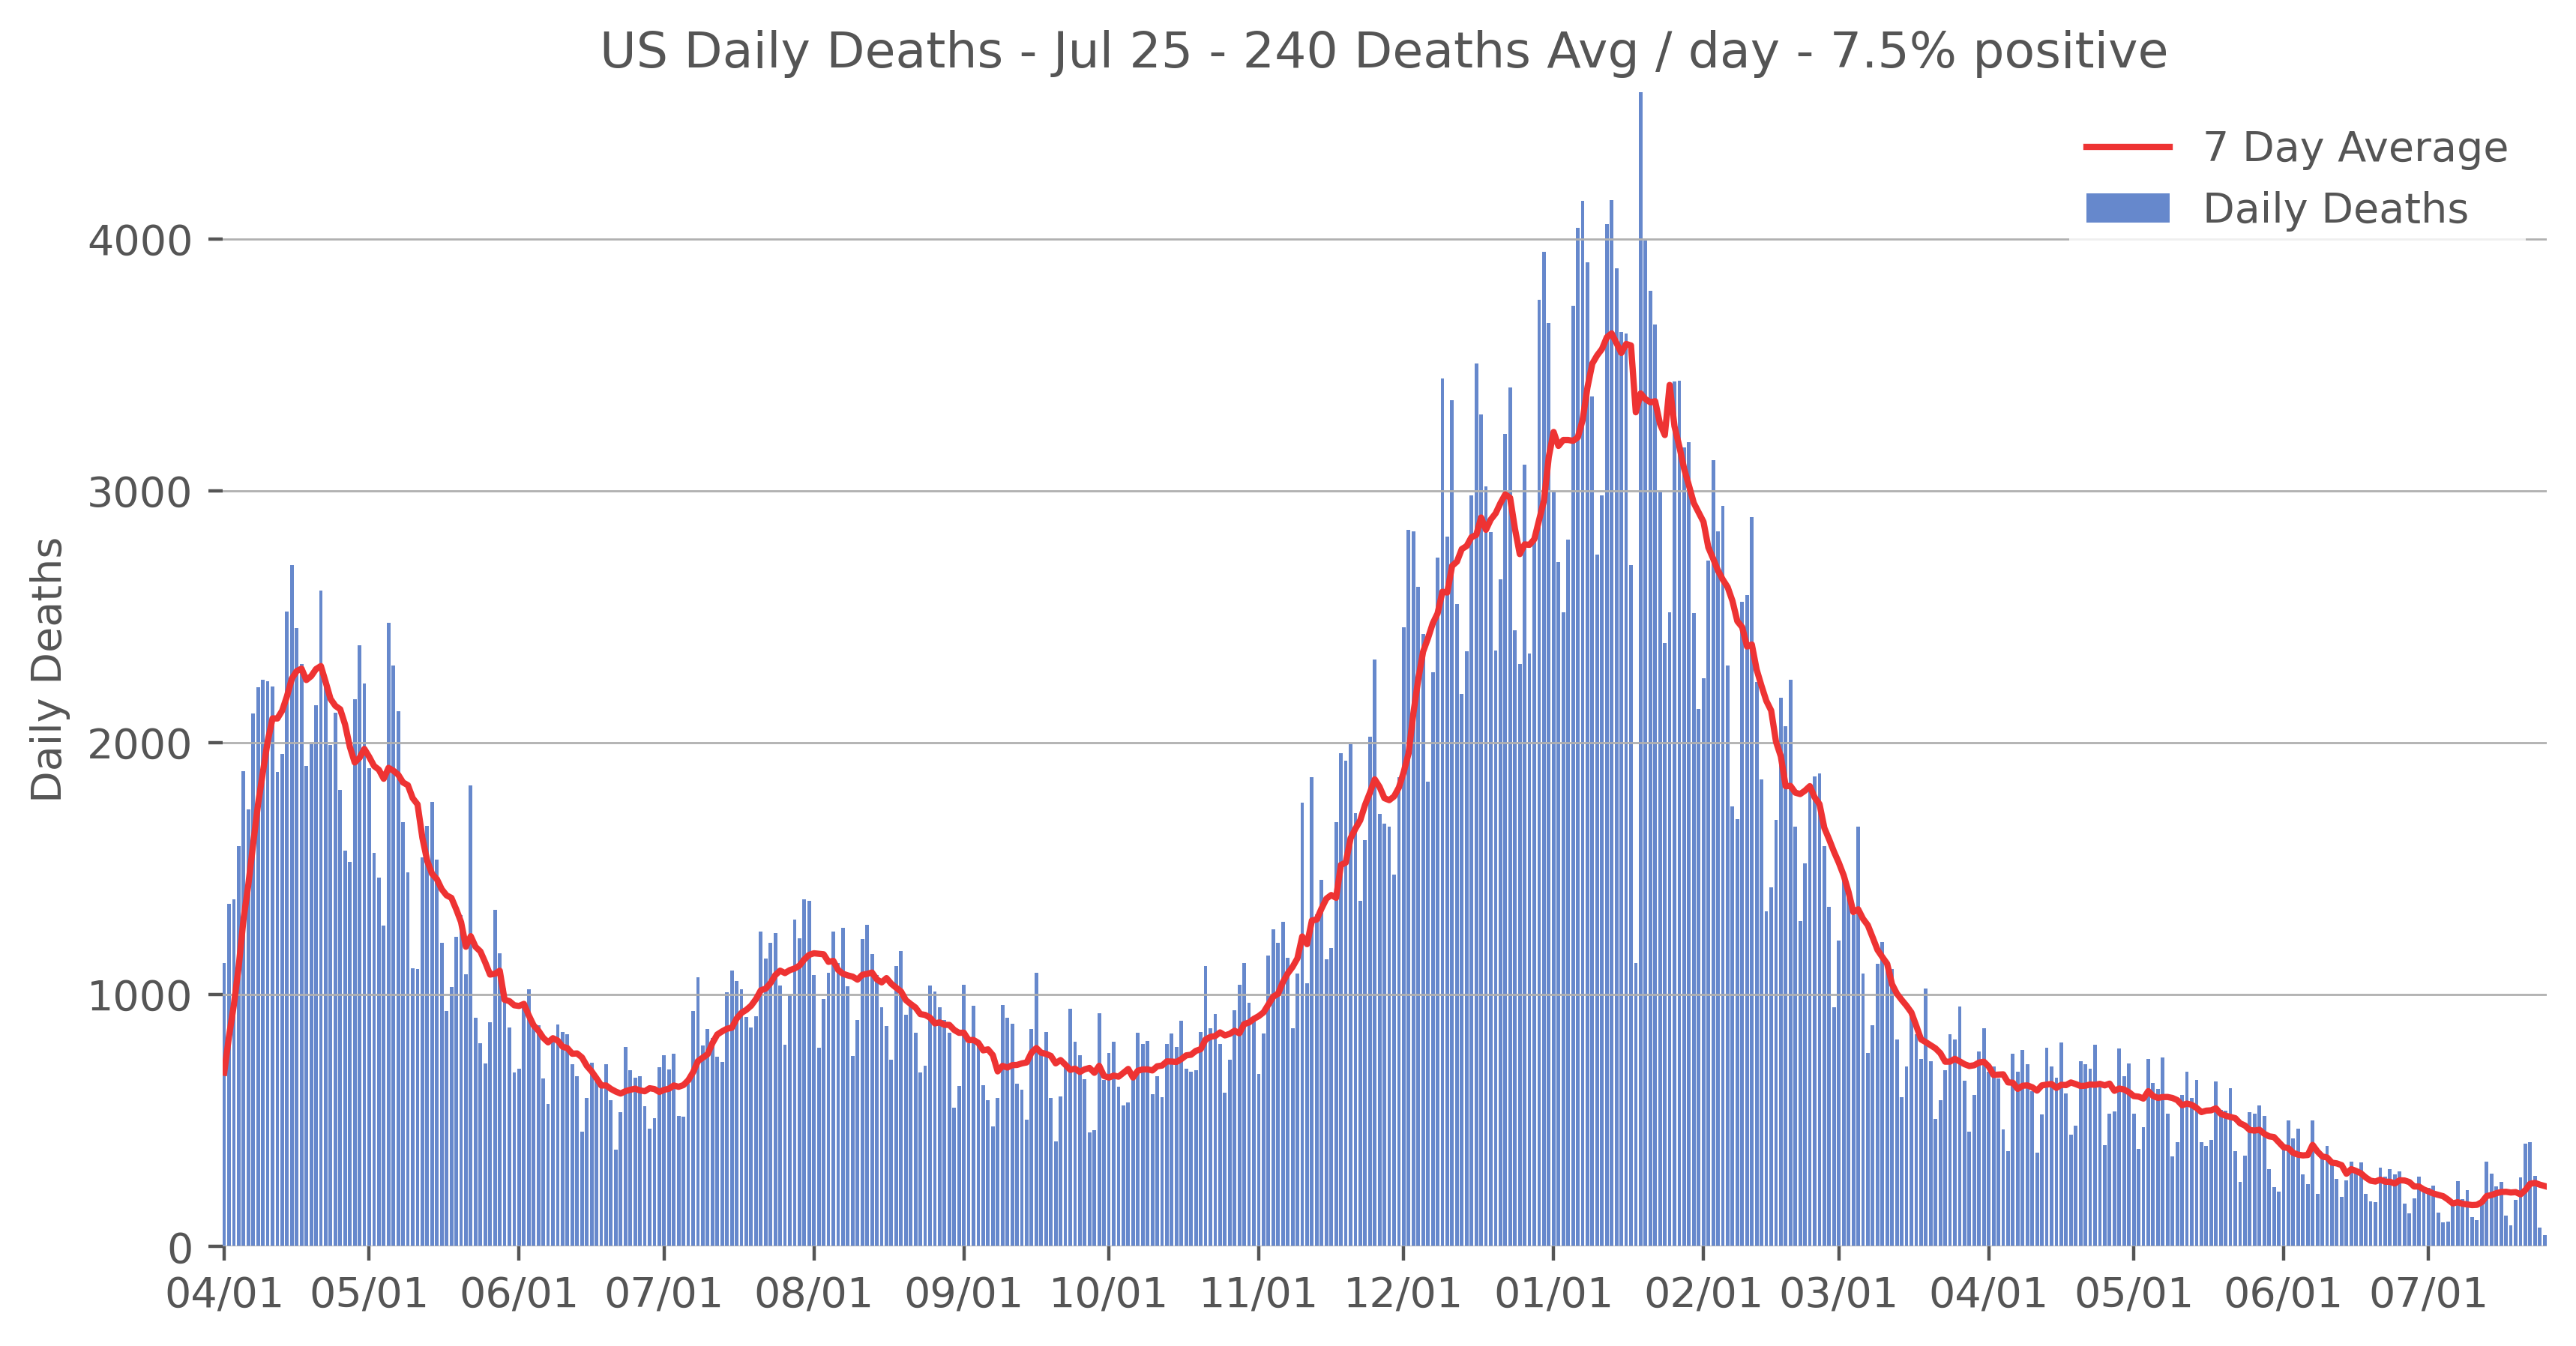 US Daily Deaths - Jul 25 - 240 Deaths Avg / day - 7.5% positive
7 Day Average
Daily Deaths
Daily Deaths
4000
3000
2000
1000
0
04/01 05/01 06/01 07/01 08/01 09/01 10/01 11/01 12/01 01/01 02/01 03/01 04/01 05/01 06/01 07/01